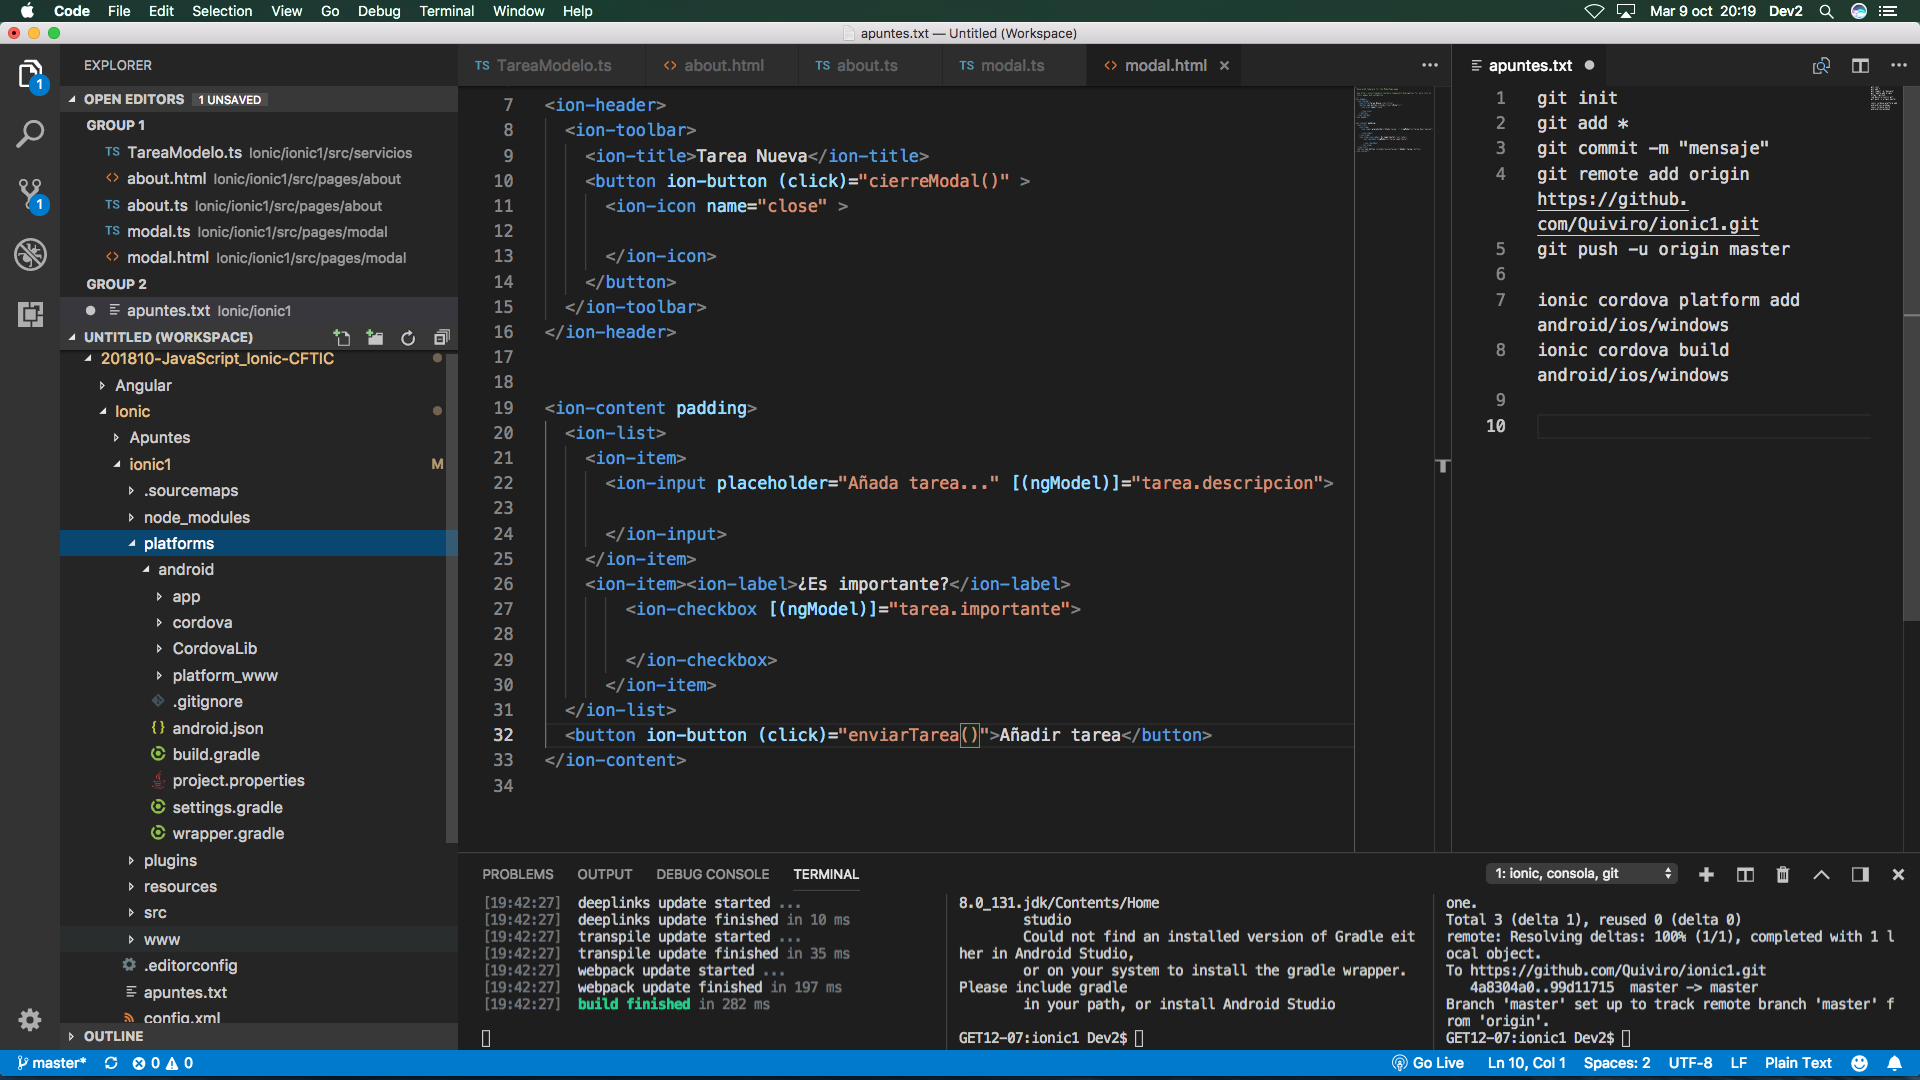 Code File Edit Selection View Go Debug Terminal Window Help
Mar 9 oct 20:19 Dev2
apuntes.txt — Untitled (Workspace)
EXPLORER
OPEN EDITORS 1 UNSAVED
GROUP 1
TS TareaModelo.ts Ionic/ionic1/src/servicios
<> about.html Ionic/ionic1/src/pages/about
TS about.ts Ionic/ionic1/src/pages/about
TS modal.ts Ionic/ionic1/src/pages/modal
<> modal.html Ionic/ionic1/src/pages/modal
GROUP 2
apuntes.txt Ionic/ionic1
UNTITLED (WORKSPACE)
201810-JavaScript_Ionic-CFTIC
Angular
Ionic
Apuntes
ionic1 M
.sourcemaps
node_modules
platforms
android
app
cordova
CordovaLib
platform_www
.gitignore
{} android.json
build.gradle
project.properties
settings.gradle
wrapper.gradle
plugins
resources
src
www
.editorconfig
apuntes.txt
config.xml
OUTLINE
1
1
TS TareaModelo.ts
<> about.html
TS about.ts
TS modal.ts
<> modal.html ×
7 <ion-header>
8 <ion-toolbar>
9 <ion-title>Tarea Nueva</ion-title>
10 <button ion-button (click)="cierreModal()" >
11 <ion-icon name="close" >
12
13 </ion-icon>
14 </button>
15 </ion-toolbar>
16 </ion-header>
17
18
19 <ion-content padding>
20 <ion-list>
21 <ion-item>
22 <ion-input placeholder="Añada tarea..." [(ngModel)]="tarea.descripcion">
23
24 </ion-input>
25 </ion-item>
26 <ion-item><ion-label>¿Es importante?</ion-label>
27 <ion-checkbox [(ngModel)]="tarea.importante">
28
29 </ion-checkbox>
30 </ion-item>
31 </ion-list>
32 <button ion-button (click)="enviarTarea()">Añadir tarea</button>
33 </ion-content>
34
apuntes.txt
1 git init
2 git add *
3 git commit -m "mensaje"
4 git remote add origin
https://github.
com/Quiviro/ionic1.git
5 git push -u origin master
6
7 ionic cordova platform add
android/ios/windows
8 ionic cordova build
android/ios/windows
9
10
PROBLEMS OUTPUT DEBUG CONSOLE TERMINAL
1: ionic, consola, git
[19:42:27] deeplinks update started ...
[19:42:27] deeplinks update finished in 10 ms
[19:42:27] transpile update started ...
[19:42:27] transpile update finished in 35 ms
[19:42:27] webpack update started ...
[19:42:27] webpack update finished in 197 ms
[19:42:27] build finished in 282 ms
8.0_131.jdk/Contents/Home
studio
Could not find an installed version of Gradle eit
her in Android Studio,
or on your system to install the gradle wrapper.
Please include gradle
in your path, or install Android Studio
GET12-07:ionic1 Dev2$
one.
Total 3 (delta 1), reused 0 (delta 0)
remote: Resolving deltas: 100% (1/1), completed with 1 l
ocal object.
To https://github.com/Quiviro/ionic1.git
4a8304a0..99d11715 master -> master
Branch 'master' set up to track remote branch 'master' f
rom 'origin'.
GET12-07:ionic1 Dev2$
master* 0 0
Go Live Ln 10, Col 1 Spaces: 2 UTF-8 LF Plain Text